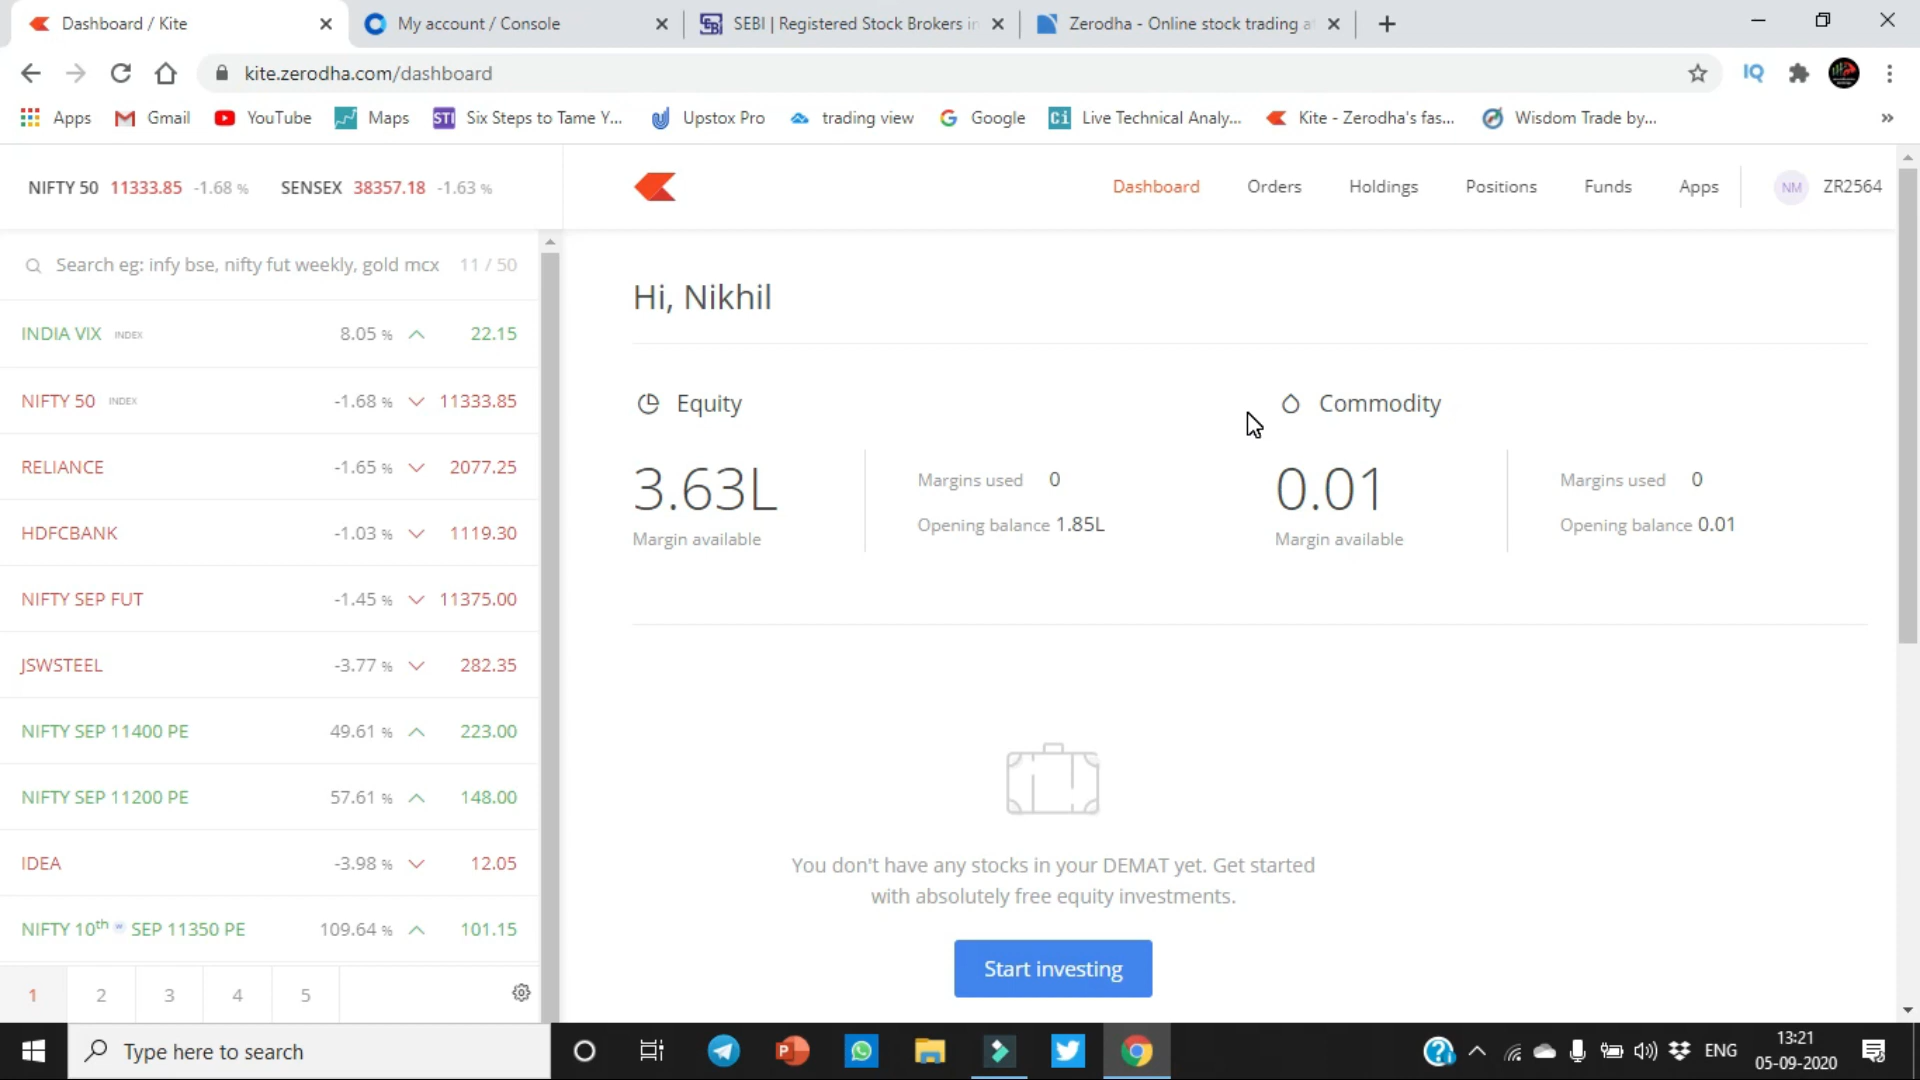 Dashboard / Kite
My account / Console
SEBI | Registered Stock Brokers in
Zerodha - Online stock trading at
kite.zerodha.com/dashboard
IQ
Apps Gmail YouTube Maps STI Six Steps to Tame Y... Upstox Pro trading view Google Ci Live Technical Analy... Kite - Zerodha's fas... Wisdom Trade by... »
NIFTY 50 11333.85 -1.68 % SENSEX 38357.18 -1.63 %
Dashboard Orders Holdings Positions Funds Apps NM ZR2564
Search eg: infy bse, nifty fut weekly, gold mcx 11 / 50
INDIA VIX INDEX 8.05 % 22.15
NIFTY 50 INDEX -1.68 % 11333.85
RELIANCE -1.65 % 2077.25
HDFCBANK -1.03 % 1119.30
NIFTY SEP FUT -1.45 % 11375.00
JSWSTEEL -3.77 % 282.35
NIFTY SEP 11400 PE 49.61 % 223.00
NIFTY SEP 11200 PE 57.61 % 148.00
IDEA -3.98 % 12.05
NIFTY 10th w SEP 11350 PE 109.64 % 101.15
1 2 3 4 5
Hi, Nikhil
Equity
3.63L
Margin available
Margins used 0
Opening balance 1.85L
Commodity
0.01
Margin available
Margins used 0
Opening balance 0.01
You don't have any stocks in your DEMAT yet. Get started
with absolutely free equity investments.
Start investing
Type here to search
ENG
13:21
05-09-2020